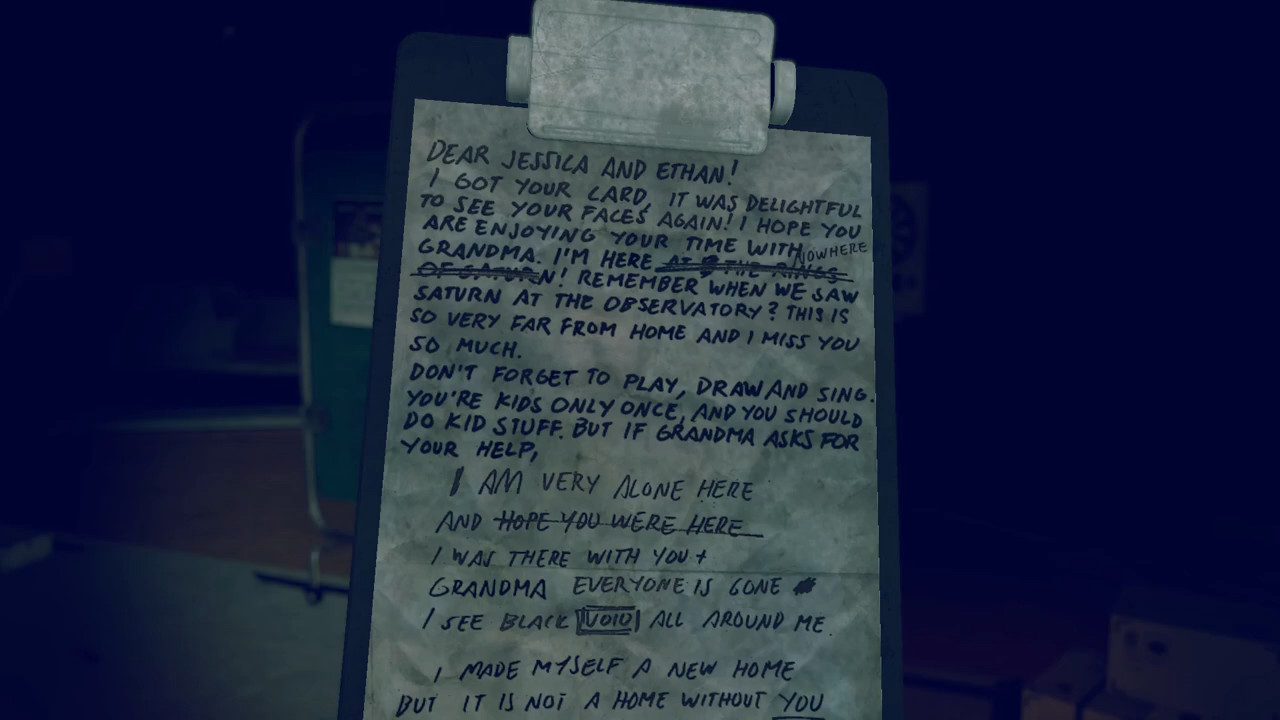 DEAR JESSICA AND ETHAN!
I GOT YOUR CARD, IT WAS DELIGHTFUL
TO SEE YOUR FACES AGAIN! I HOPE YOU
ARE ENJOYING YOUR TIME WITH
GRANDMA. I'M HERE AT THE RINGS NOWHERE
OF SATURN! REMEMBER WHEN WE SAW
SATURN AT THE OBSERVATORY? THIS IS
SO VERY FAR FROM HOME AND I MISS YOU
SO MUCH.
DON'T FORGET TO PLAY, DRAW AND SING.
YOU'RE KIDS ONLY ONCE, AND YOU SHOULD
DO KID STUFF. BUT IF GRANDMA ASKS FOR
YOUR HELP,
I AM VERY ALONE HERE
AND HOPE YOU WERE HERE
I WAS THERE WITH YOU +
GRANDMA EVERYONE IS GONE
I SEE BLACK VOID ALL AROUND ME.
I MADE MYSELF A NEW HOME
BUT IT IS NOT A HOME WITHOUT YOU